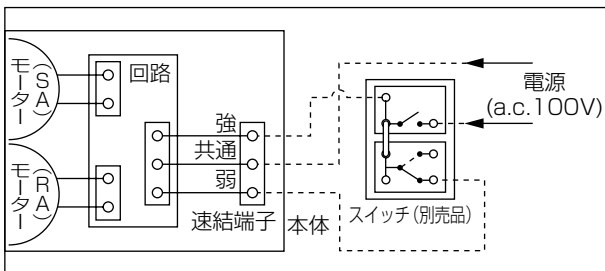 モーター(SA)
回路
強
共通
弱
モーター(RA)
速結端子
本体
電源
(a.c.100V)
スイッチ(別売品)